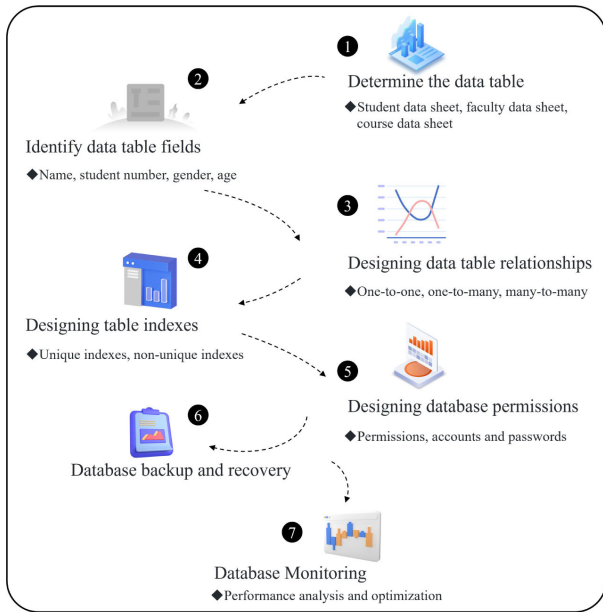 1
Determine the data table
◆Student data sheet, faculty data sheet,
course data sheet
2
Identify data table fields
◆Name, student number, gender, age
3
Designing data table relationships
◆One-to-one, one-to-many, many-to-many
4
Designing table indexes
◆Unique indexes, non-unique indexes
5
Designing database permissions
◆Permissions, accounts and passwords
6
Database backup and recovery
7
Database Monitoring
◆Performance analysis and optimization